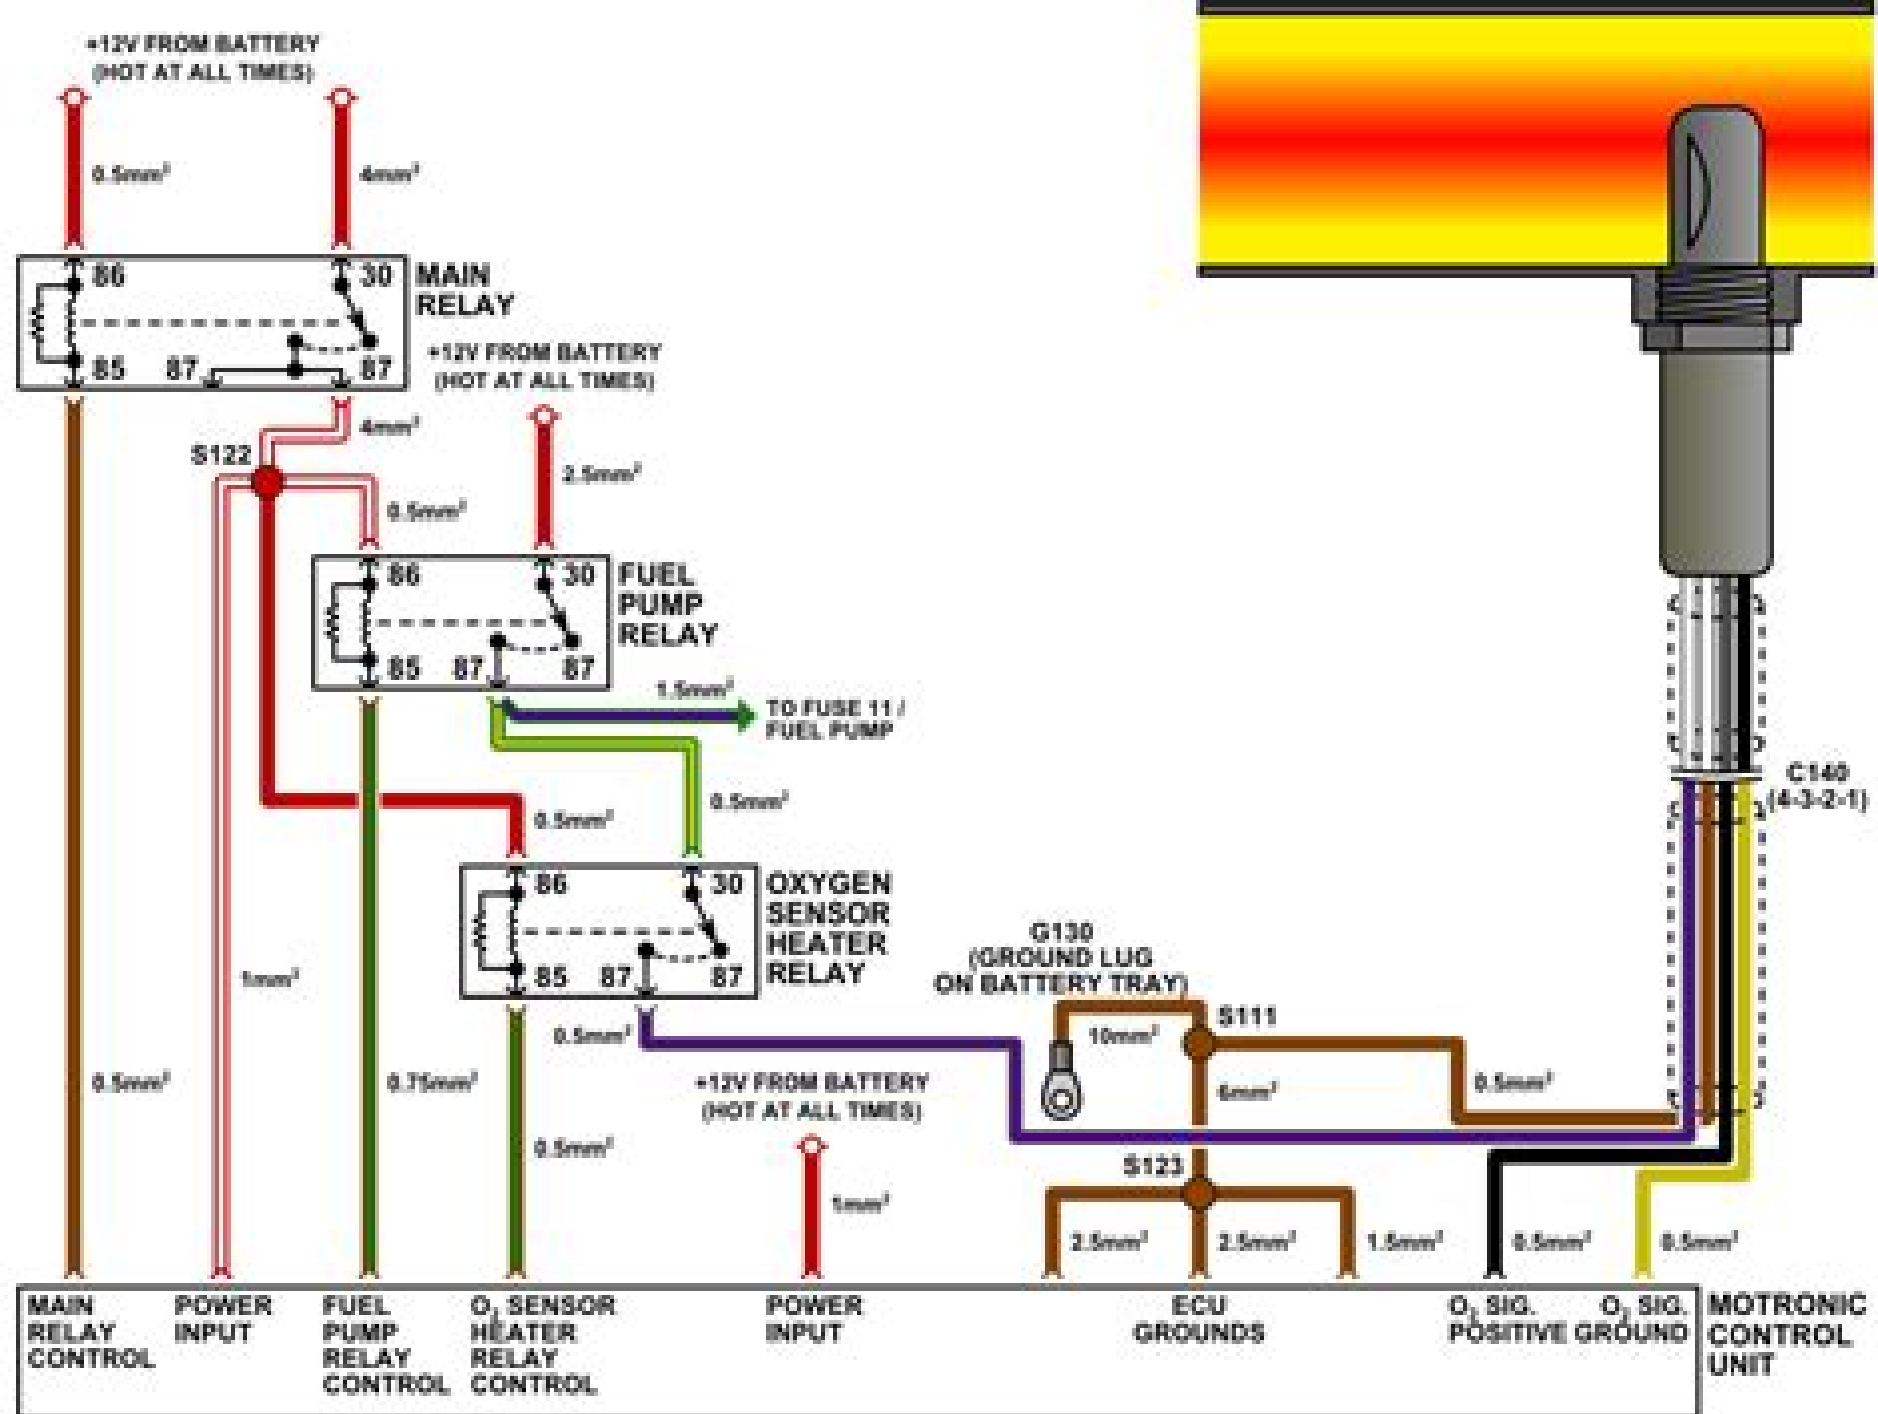 +12V FROM BATTERY
(HOT AT ALL TIMES)
0.5mm²
4mm²
86
30
MAIN
RELAY
85
87
87
+12V FROM BATTERY
(HOT AT ALL TIMES)
4mm²
S122
2.5mm²
0.5mm²
86
30
FUEL
PUMP
RELAY
85
87
87
1.5mm²
TO FUSE 11 /
FUEL PUMP
0.5mm²
0.5mm²
C140
(4-3-2-1)
86
30
OXYGEN
SENSOR
HEATER
RELAY
85
87
87
G130
(GROUND LUG
ON BATTERY TRAY)
1mm²
0.5mm²
10mm²
S111
0.5mm²
0.75mm²
+12V FROM BATTERY
(HOT AT ALL TIMES)
6mm²
0.5mm²
0.5mm²
S123
1mm²
2.5mm²
2.5mm²
1.5mm²
0.5mm²
0.5mm²
MAIN
RELAY
CONTROL
POWER
INPUT
FUEL
PUMP
RELAY
CONTROL
O₂ SENSOR
HEATER
RELAY
CONTROL
POWER
INPUT
ECU
GROUNDS
O₂ SIG.
POSITIVE
O₂ SIG.
GROUND
MOTRONIC
CONTROL
UNIT